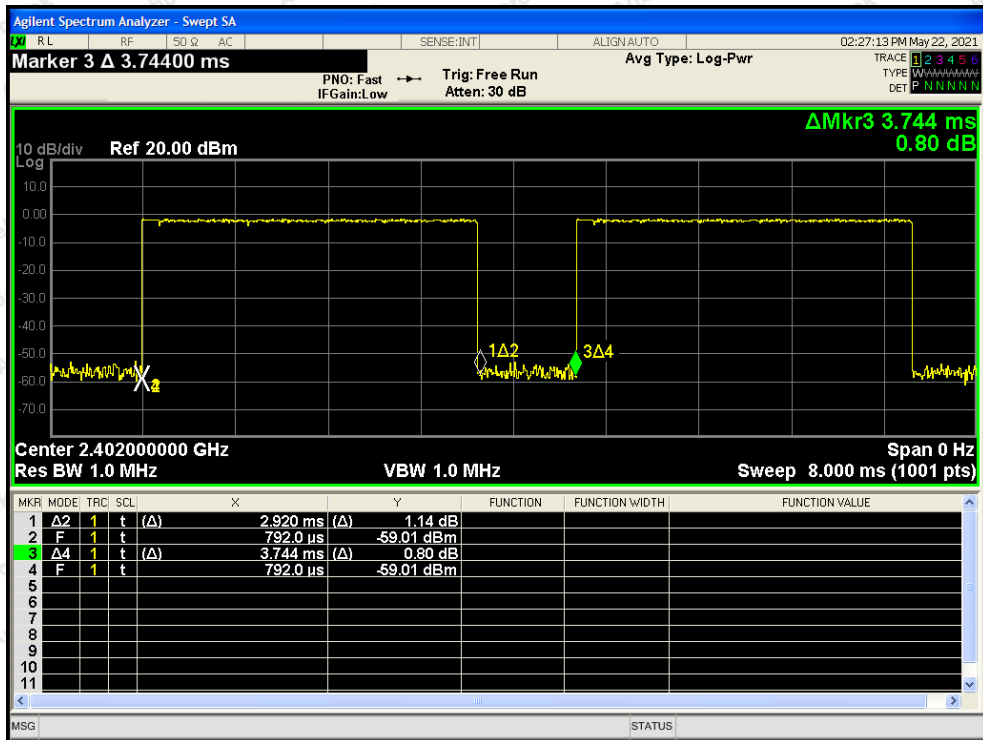 Agilent Spectrum Analyzer - Swept SA
LXI RL RF 50 Ω AC SENSE:INT ALIGNAUTO 02:27:13 PM May 22, 2021
Marker 3 Δ 3.74400 ms Avg Type: Log-Pwr TRACE 1 2 3 4 5 6
PNO: Fast Trig: Free Run TYPE WWWWWW
IFGain:Low Atten: 30 dB DET P N N N N N
ΔMkr3 3.744 ms
0.80 dB
10 dB/div Ref 20.00 dBm
Log
10.0
0.00
-10.0
-20.0
-30.0
-40.0
-50.0
1Δ2 3Δ4
-60.0
-70.0
Center 2.402000000 GHz Span 0 Hz
Res BW 1.0 MHz VBW 1.0 MHz Sweep 8.000 ms (1001 pts)
MKR MODE TRC SCL X Y FUNCTION FUNCTION WIDTH FUNCTION VALUE
1 Δ2 1 t (Δ) 2.920 ms (Δ) 1.14 dB
2 F 1 t 792.0 µs -59.01 dBm
3 Δ4 1 t (Δ) 3.744 ms (Δ) 0.80 dB
4 F 1 t 792.0 µs -59.01 dBm
5
6
7
8
9
10
11
MSG STATUS